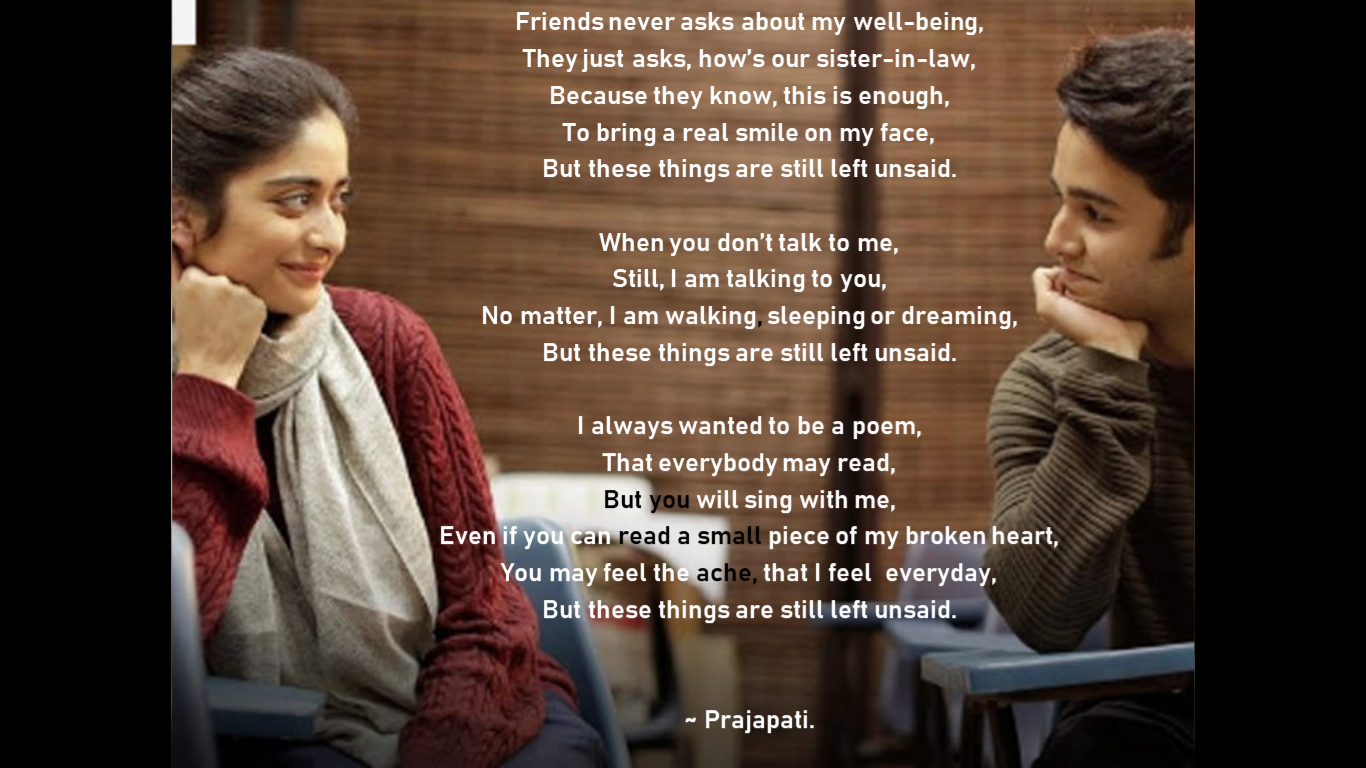 Friends never asks about my well-being,
They just asks, how's our sister-in-law,
Because they know, this is enough,
To bring a real smile on my face,
But these things are still left unsaid.
When you don't talk to me,
Still, I am talking to you,
No matter, I am walking, sleeping or dreaming,
But these things are still left unsaid.
I always wanted to be a poem,
That everybody may read,
But you will sing with me,
Even if you can read a small piece of my broken heart,
You may feel the ache, that I feel  everyday,
But these things are still left unsaid.
~ Prajapati.